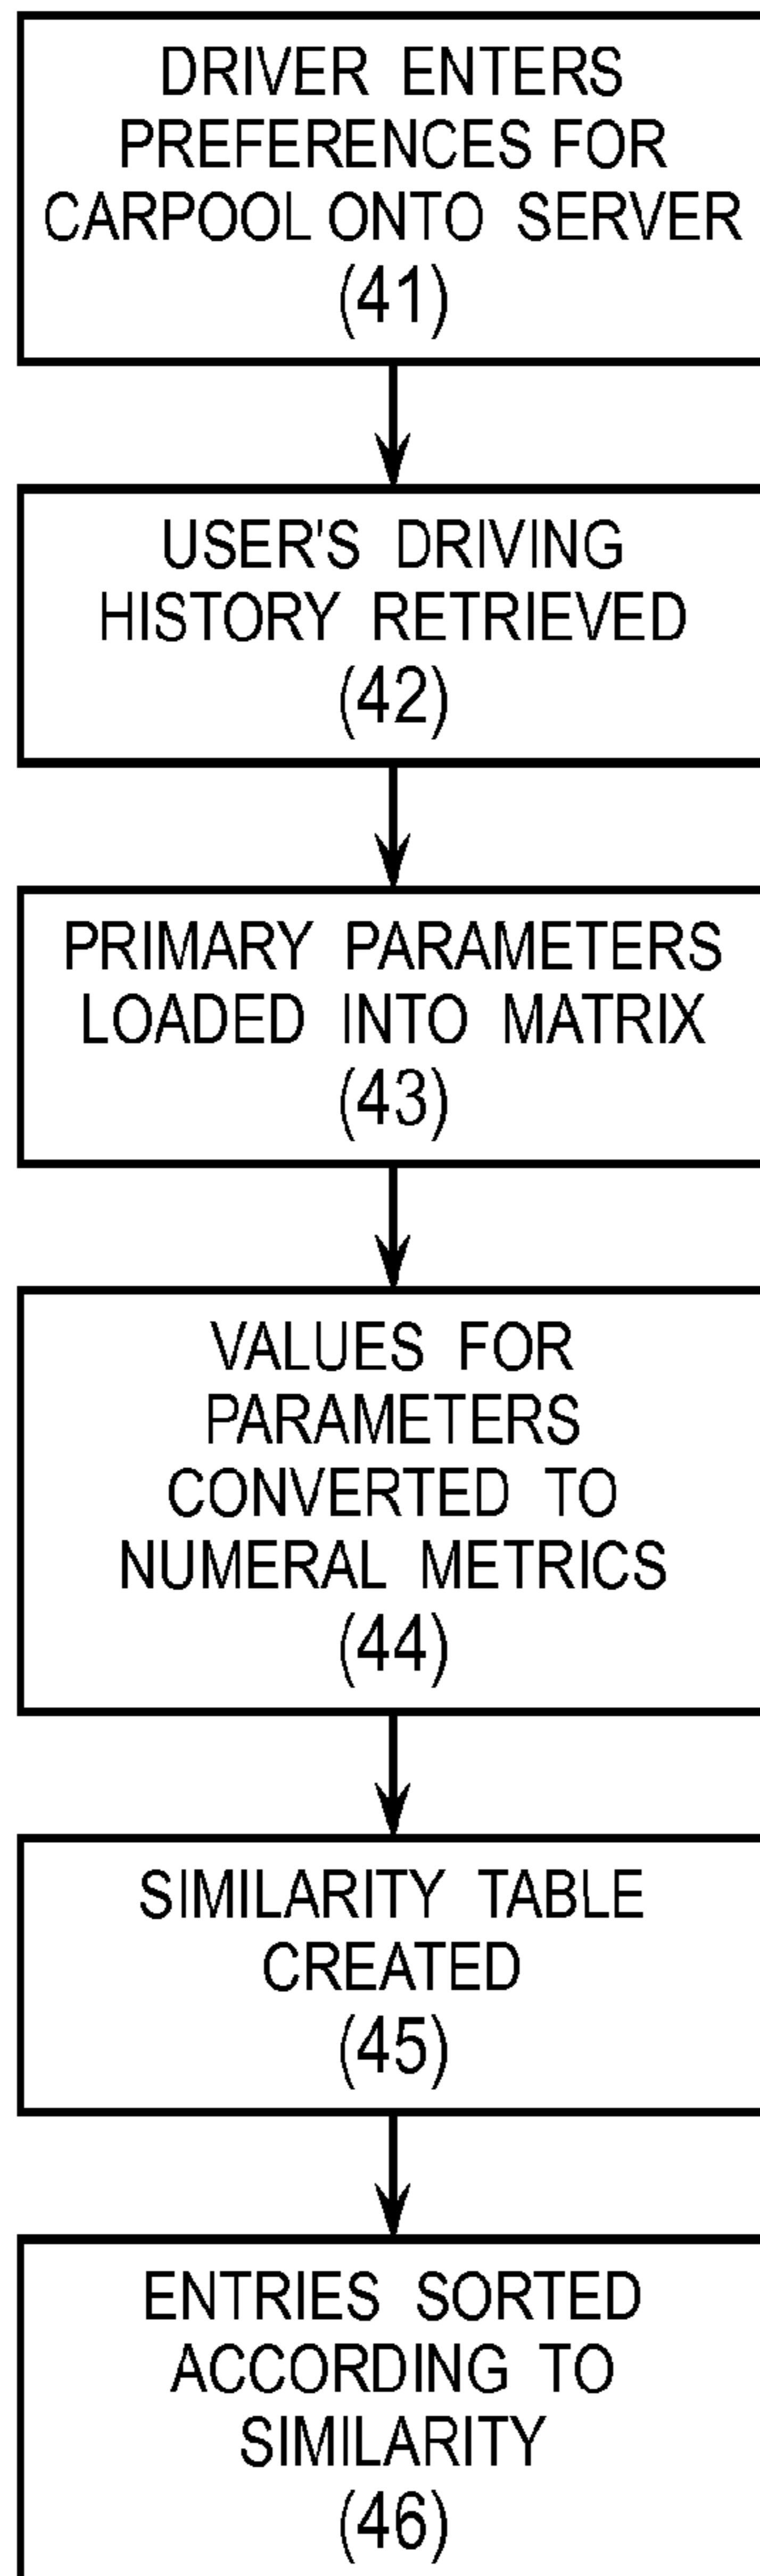 DRIVER ENTERS
PREFERENCES FOR
CARPOOL ONTO SERVER
(41)
USER'S DRIVING
HISTORY RETRIEVED
(42)
PRIMARY PARAMETERS
LOADED INTO MATRIX
(43)
VALUES FOR
PARAMETERS
CONVERTED TO
NUMERAL METRICS
(44)
SIMILARITY TABLE
CREATED
(45)
ENTRIES SORTED
ACCORDING TO
SIMILARITY
(46)